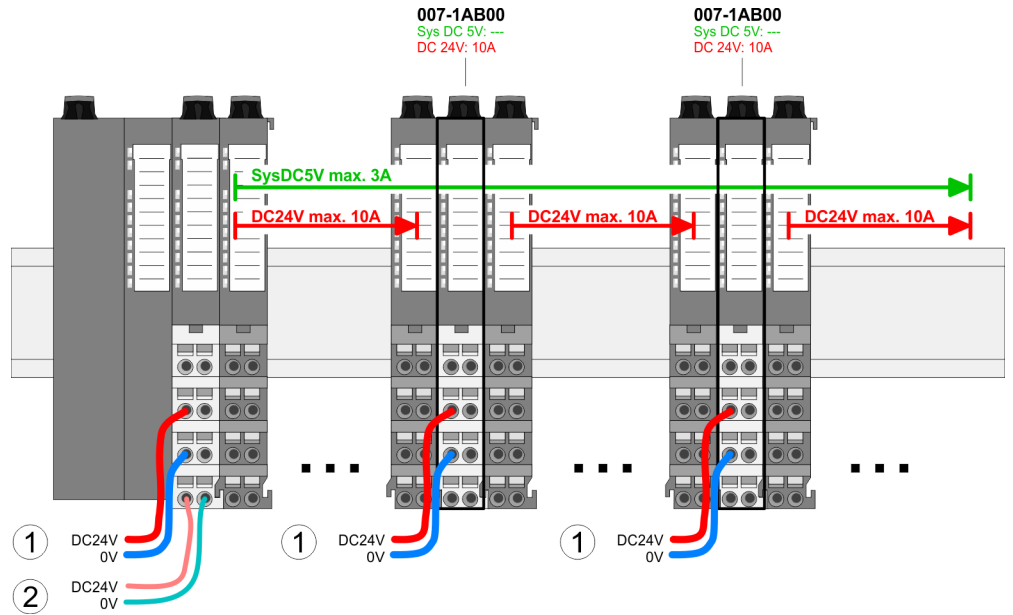 007-1AB00
Sys DC 5V: ---
DC 24V: 10A
007-1AB00
Sys DC 5V: ---
DC 24V: 10A
SysDC5V max. 3A
DC24V max. 10A
DC24V max. 10A
DC24V max. 10A
1
DC24V
0V
1
DC24V
0V
1
DC24V
0V
2
DC24V
0V